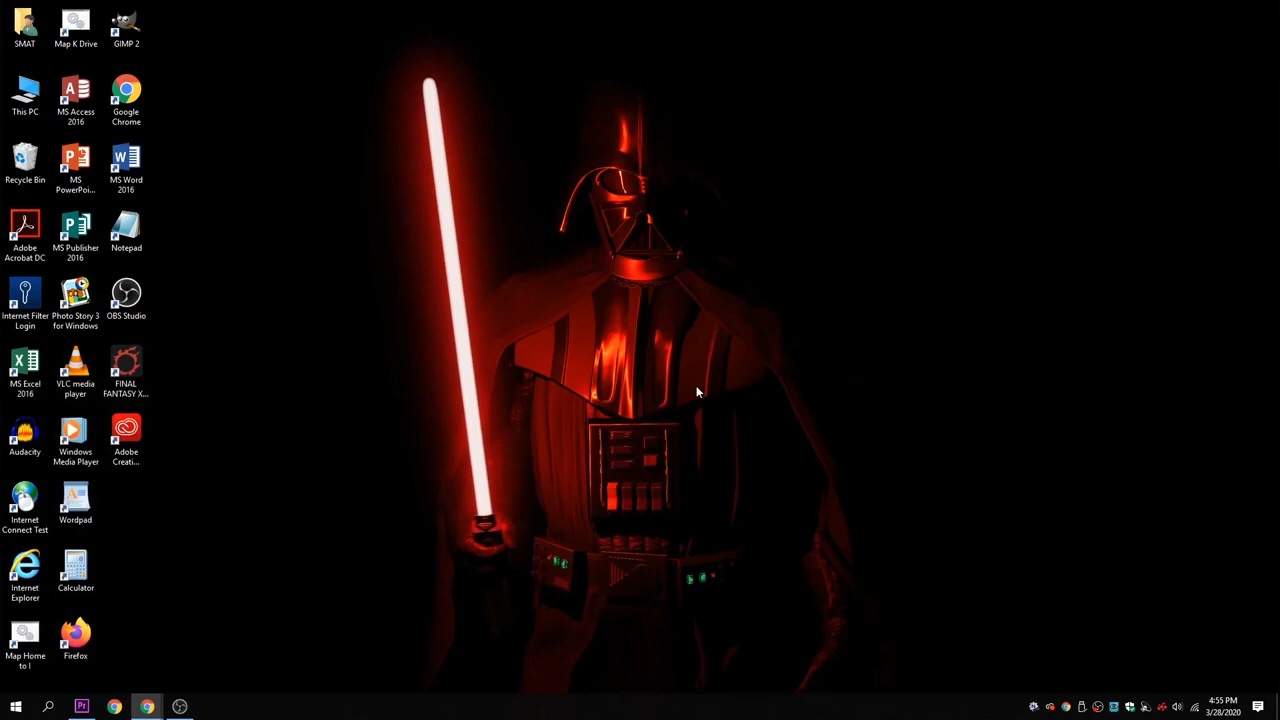 SMAT
Map K Drive
GIMP 2
This PC
MS Access
2016
Google
Chrome
Recycle Bin
MS
PowerPoi...
MS Word
2016
Adobe
Acrobat DC
MS Publisher
2016
Notepad
Internet Filter
Login
Photo Story 3
for Windows
OBS Studio
MS Excel
2016
VLC media
player
FINAL
FANTASY X...
Audacity
Windows
Media Player
Adobe
Creati...
Internet
Connect Test
Wordpad
Internet
Explorer
Calculator
Map Home
to I
Firefox
Pr
4:55 PM
3/28/2020